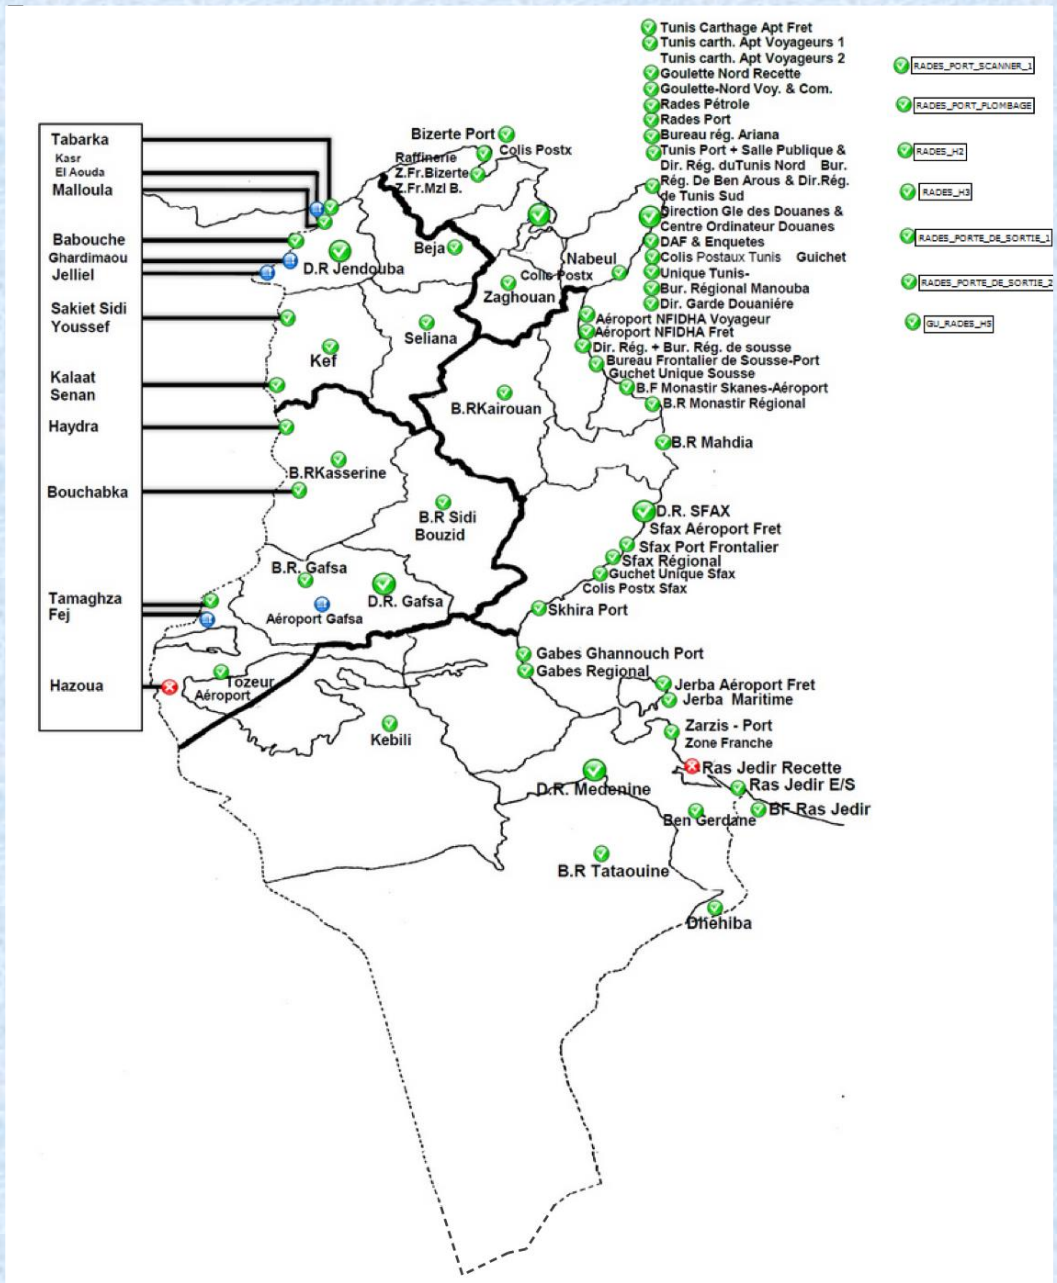 Tunis Carthage Apt Fret
Tunis carth. Apt Voyageurs 1
Tunis carth. Apt Voyageurs 2
Goulette Nord Recette
Goulette-Nord Voy. & Com.
Rades Pétrole
Rades Port
Bureau rég. Ariana
Tunis Port + Salle Publique &
Dir. Rég. duTunis Nord Bur.
Rég. De Ben Arous & Dir.Rég.
de Tunis Sud
Direction Gle des Douanes &
Centre Ordinateur Douanes
DAF & Enquetes
Colis Postaux Tunis Guichet
Unique Tunis-
Bur. Régional Manouba
Dir. Garde Douaniére
RADES_PORT_SCANNER_1
RADES_PORT_PLOMBAGE
RADES_H2
RADES_H3
RADES_PORTE_DE_SORTIE_1
RADES_PORTE_DE_SORTIE_2
GU_RADES_H5
Tabarka
Kasr
El Aouda
Malloula
Babouche
Ghardimaou
Jelliel
Sakiet Sidi
Youssef
Kalaat
Senan
Haydra
Bouchabka
Tamaghza
Fej
Hazoua
Bizerte Port
Colis Postx
Raffinerie
Z.Fr.Bizerte
Z.Fr.Mzl B.
Beja
D.R Jendouba
Nabeul
Colis Postx
Zaghouan
Seliana
Kef
Aéroport NFIDHA Voyageur
Aéroport NFIDHA Fret
Dir. Rég. + Bur. Rég. de sousse
Bureau Frontalier de Sousse-Port
Guchet Unique Sousse
B.F Monastir Skanes-Aéroport
B.R Monastir Régional
B.RKairouan
B.R Mahdia
B.RKasserine
B.R Sidi
Bouzid
D.R. SFAX
Sfax Aéroport Fret
Sfax Port Frontalier
Sfax Régional
Guchet Unique Sfax
Colis Postx Sfax
B.R. Gafsa
D.R. Gafsa
Aéroport Gafsa
Skhira Port
Gabes Ghannouch Port
Gabes Regional
Tozeur
Aéroport
Kebili
Jerba Aéroport Fret
Jerba Maritime
Zarzis - Port
Zone Franche
Ras Jedir Recette
Ras Jedir E/S
BF Ras Jedir
D.R. Medenine
Ben Gerdane
B.R Tataouine
Dhehiba